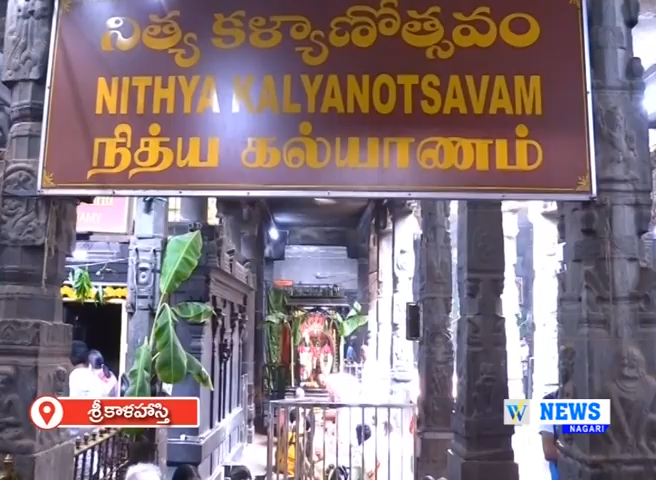 నిత్య కళ్యాణోత్సవం
NITHYA KALYANOTSAVAM
நித்ய கல்யாணம்
శ్రీకాళహస్తి
W NEWS
NAGARI